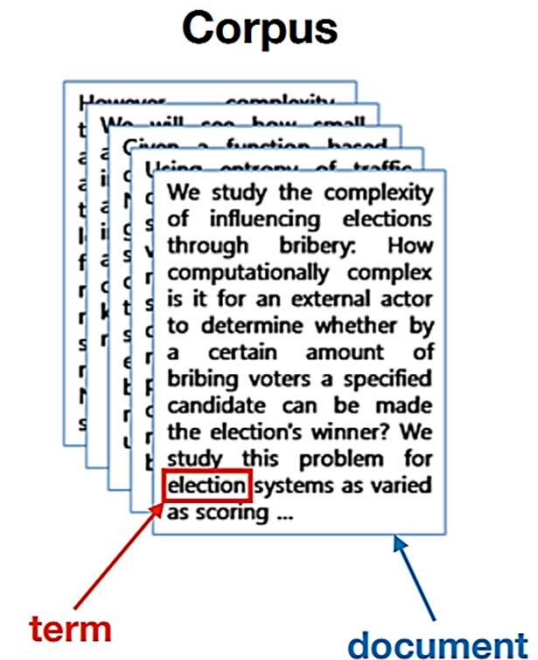 Corpus
However, complexity
We will see how small
Given a function based
Using entropy of traffic
We study the complexity
of influencing elections
through bribery: How
computationally complex
is it for an external actor
to determine whether by
a certain amount of
bribing voters a specified
candidate can be made
the election's winner? We
study this problem for
election systems as varied
as scoring ...
term
document